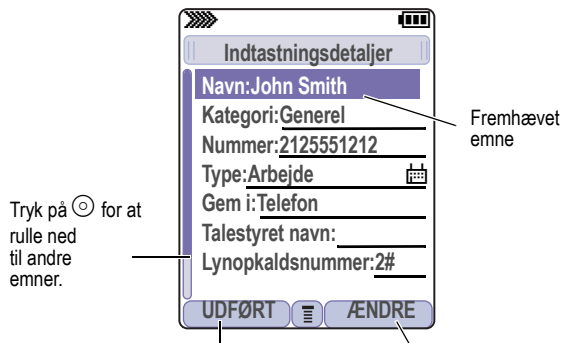 Indtastningsdetaljer
Navn:John Smith
Kategori:Generel
Nummer:2125551212
Type:Arbejde
Gem i:Telefon
Talestyret navn:
Lynopkaldsnummer:2#
UDFØRT
ÆNDRE
Fremhævet
emne
Tryk på for at
rulle ned
til andre
emner.